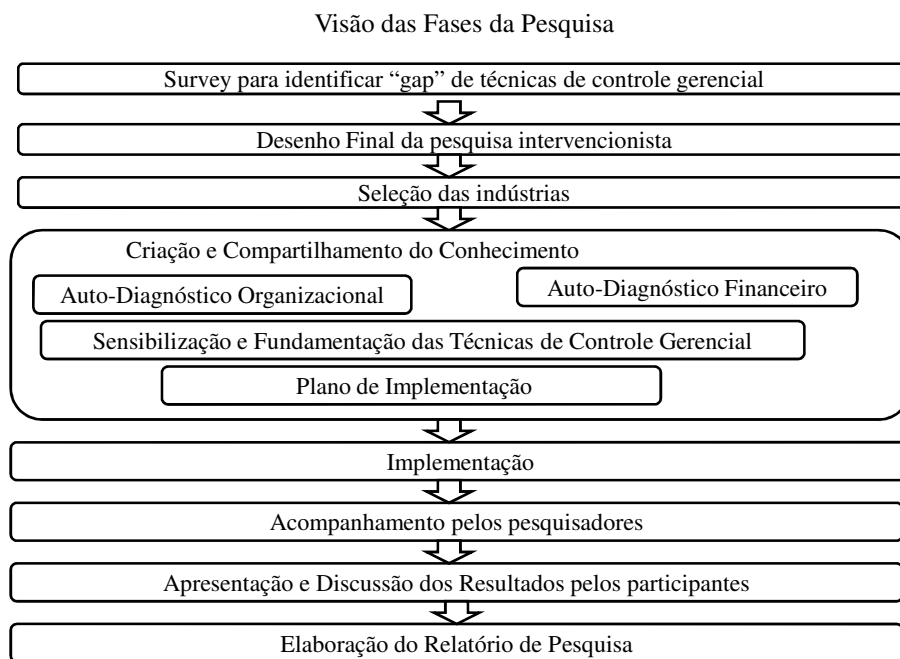 Visão das Fases da Pesquisa
Survey para identificar “gap” de técnicas de controle gerencial
Desenho Final da pesquisa intervencionista
Seleção das indústrias
Criação e Compartilhamento do Conhecimento
Auto-Diagnóstico Organizacional
Auto-Diagnóstico Financeiro
Sensibilização e Fundamentação das Técnicas de Controle Gerencial
Plano de Implementação
Implementação
Acompanhamento pelos pesquisadores
Apresentação e Discussão dos Resultados pelos participantes
Elaboração do Relatório de Pesquisa